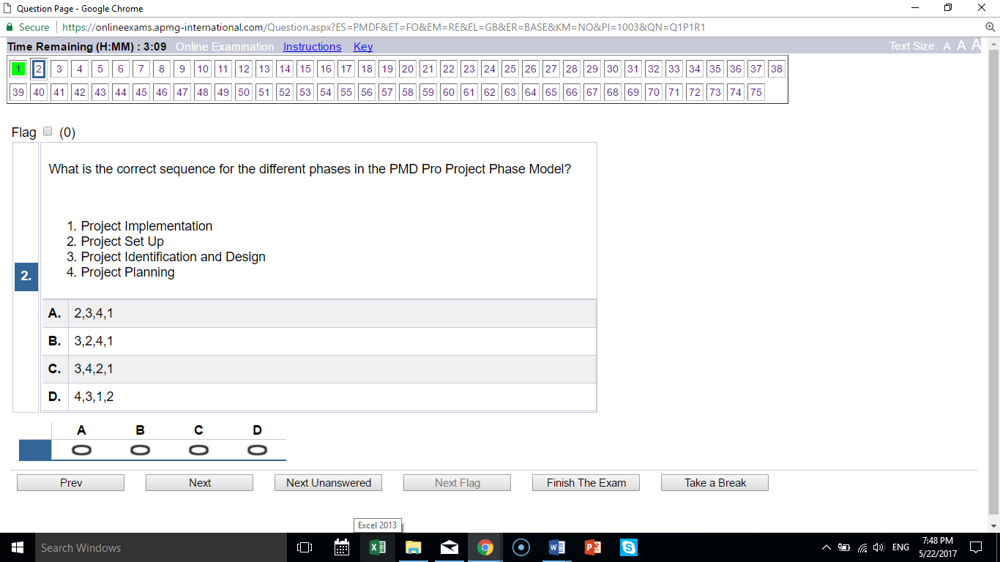 Question Page - Google Chrome
Secure https://onlineexams.apmg-international.com/Question.aspx?ES=PMDF&ET=FO&EM=RE&EL=GB&ER=BASE&KM=NO&PI=1003&QN=Q1P1R1
Time Remaining (H:MM) : 3:09 Online Examination Instructions Key Text Size: A A A
1 2 3 4 5 6 7 8 9 10 11 12 13 14 15 16 17 18 19 20 21 22 23 24 25 26 27 28 29 30 31 32 33 34 35 36 37 38
39 40 41 42 43 44 45 46 47 48 49 50 51 52 53 54 55 56 57 58 59 60 61 62 63 64 65 66 67 68 69 70 71 72 73 74 75
Flag (0)
What is the correct sequence for the different phases in the PMD Pro Project Phase Model?
1. Project Implementation
2. Project Set Up
3. Project Identification and Design
4. Project Planning
2.
A. 2,3,4,1
B. 3,2,4,1
C. 3,4,2,1
D. 4,3,1,2
A B C D
Prev Next Next Unanswered Next Flag Finish The Exam Take a Break
Excel 2013
Search Windows
ENG
7:48 PM
5/22/2017